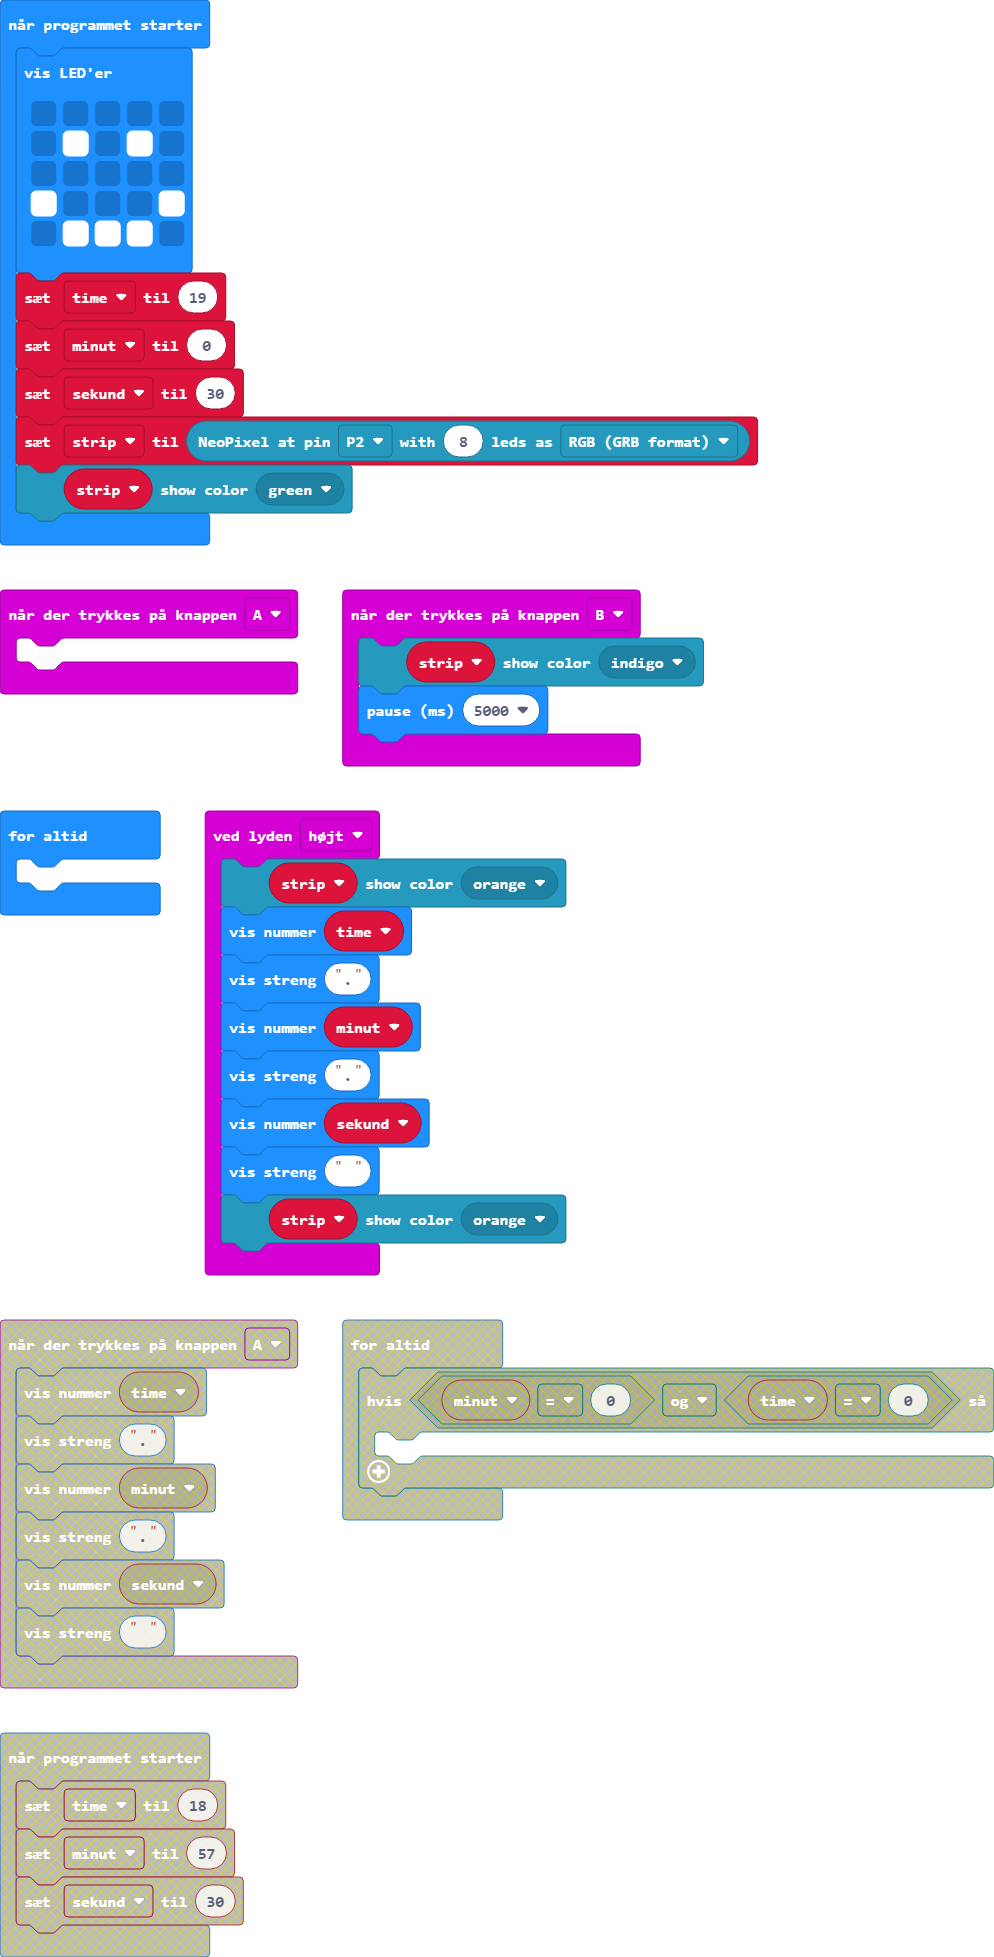 når programmet starter
vis LED'er
sæt time til 19
sæt minut til 0
sæt sekund til 30
sæt strip til NeoPixel at pin P2 with 8 leds as RGB (GRB format)
strip show color green
når der trykkes på knappen A
når der trykkes på knappen B
strip show color indigo
pause (ms) 5000
for altid
ved lyden højt
strip show color orange
vis nummer time
vis streng "."
vis nummer minut
vis streng "."
vis nummer sekund
vis streng " "
strip show color orange
når der trykkes på knappen A
vis nummer time
vis streng "."
vis nummer minut
vis streng "."
vis nummer sekund
vis streng " "
for altid
hvis minut = 0 og time = 0 så
når programmet starter
sæt time til 18
sæt minut til 57
sæt sekund til 30